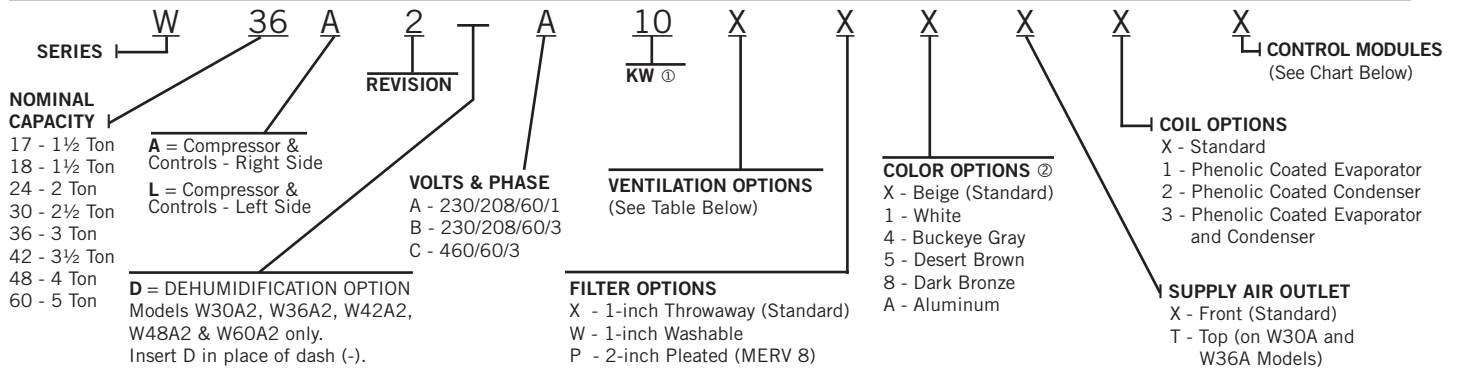 W 36 A 2 — A 10 X X X X X X
SERIES
NOMINAL
CAPACITY
17 - 1½ Ton
18 - 1½ Ton
24 - 2 Ton
30 - 2½ Ton
36 - 3 Ton
42 - 3½ Ton
48 - 4 Ton
60 - 5 Ton
A = Compressor &
Controls - Right Side
L = Compressor &
Controls - Left Side
REVISION
D = DEHUMIDIFICATION OPTION
Models W30A2, W36A2, W42A2,
W48A2 & W60A2 only.
Insert D in place of dash (-).
VOLTS & PHASE
A - 230/208/60/1
B - 230/208/60/3
C - 460/60/3
KW ①
VENTILATION OPTIONS
(See Table Below)
FILTER OPTIONS
X - 1-inch Throwaway (Standard)
W - 1-inch Washable
P - 2-inch Pleated (MERV 8)
COLOR OPTIONS ②
X - Beige (Standard)
1 - White
4 - Buckeye Gray
5 - Desert Brown
8 - Dark Bronze
A - Aluminum
SUPPLY AIR OUTLET
X - Front (Standard)
T - Top (on W30A and
W36A Models)
COIL OPTIONS
X - Standard
1 - Phenolic Coated Evaporator
2 - Phenolic Coated Condenser
3 - Phenolic Coated Evaporator
and Condenser
CONTROL MODULES
(See Chart Below)